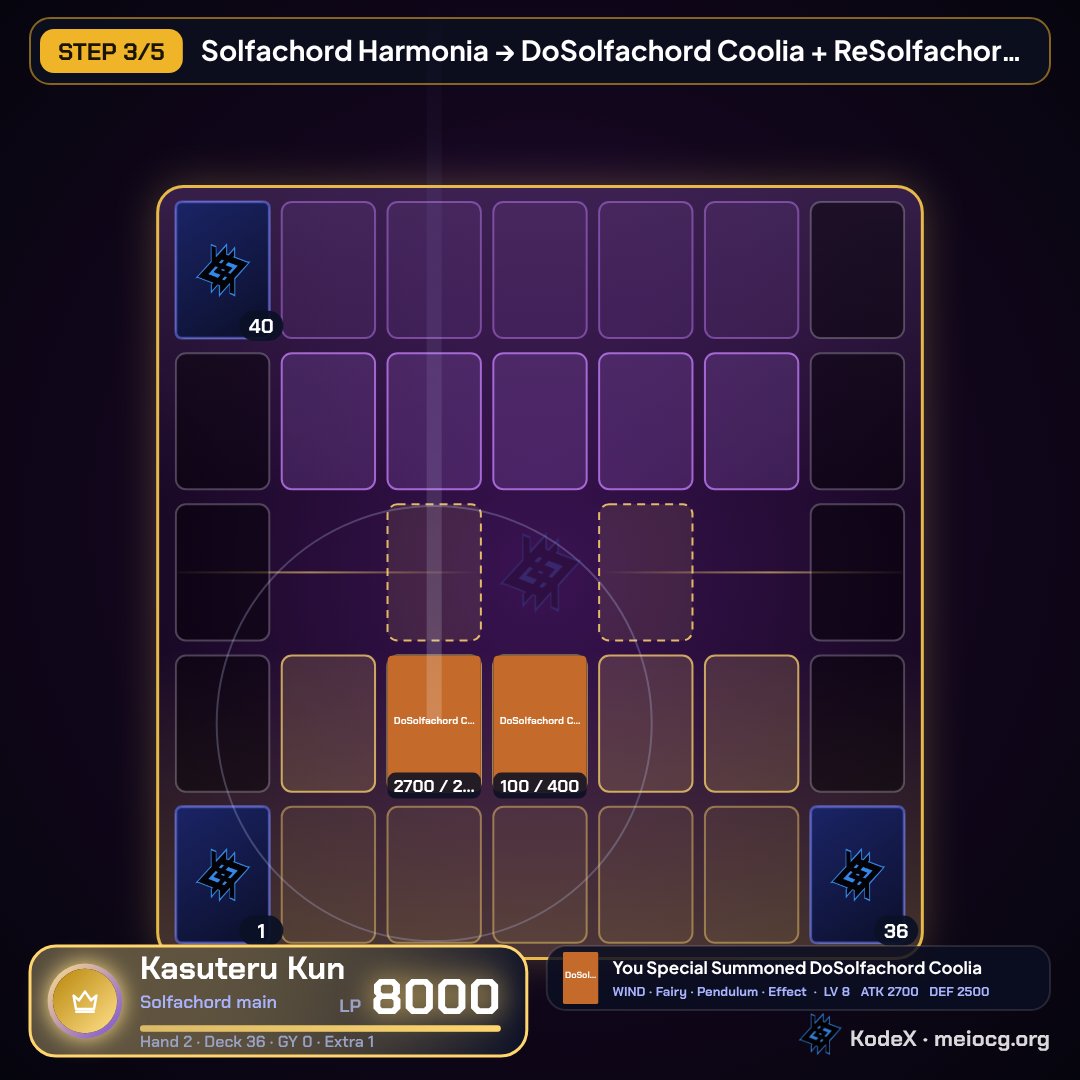 STEP 3/5
Solfachord Harmonia → DoSolfachord Coolia + ReSolfachor...
40
DoSolfachord C...
DoSolfachord C...
2700 / 2...
100 / 400
1
36
Kasuteru Kun
Solfachord main
LP 8000
Hand 2 · Deck 36 · GY 0 · Extra 1
DoSol...
You Special Summoned DoSolfachord Coolia
WIND · Fairy · Pendulum · Effect · LV 8 ATK 2700 DEF 2500
KodeX · meiocg.org